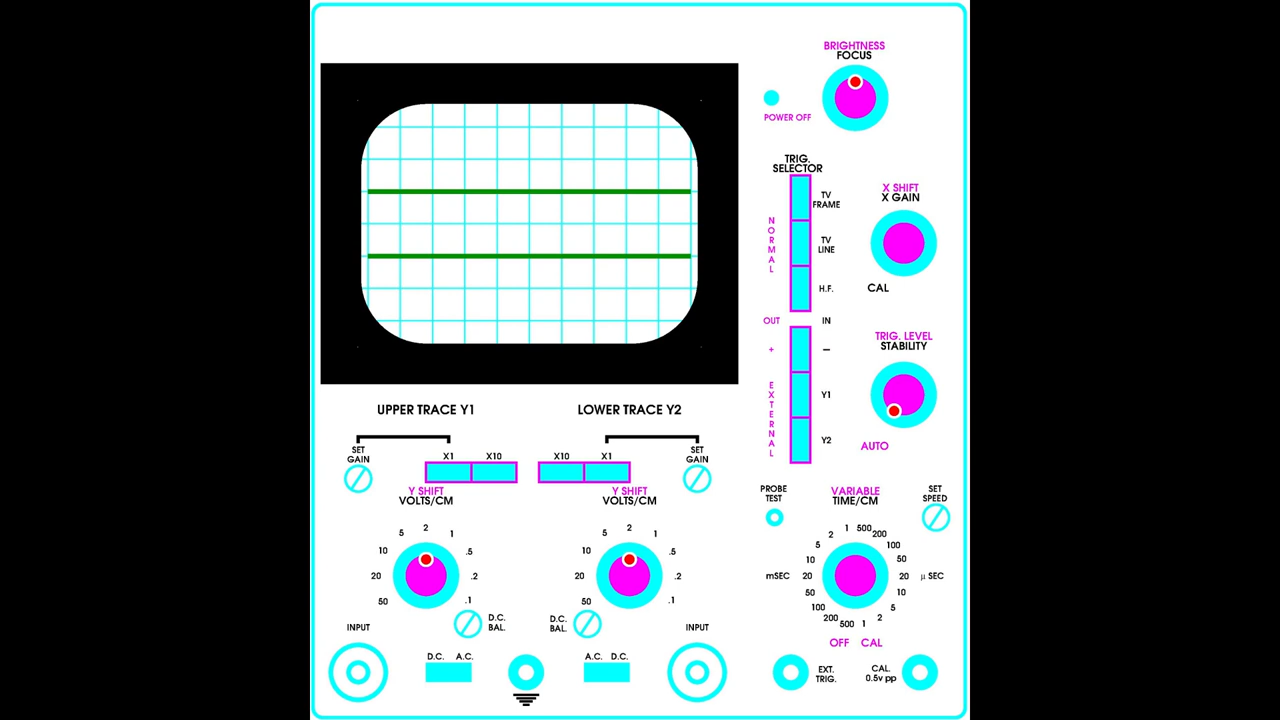 BRIGHTNESS
FOCUS
POWER OFF
TRIG.
SELECTOR
TV
FRAME
TV
LINE
H.F.
NORMAL
X SHIFT
X GAIN
CAL
OUT
IN
+
—
Y1
Y2
EXTERNAL
TRIG. LEVEL
STABILITY
AUTO
UPPER TRACE Y1
LOWER TRACE Y2
SET
GAIN
X1 X10
X10 X1
SET
GAIN
Y SHIFT
VOLTS/CM
5 2 1
10 .5
20 .2
50 .1
Y SHIFT
VOLTS/CM
5 2 1
10 .5
20 .2
50 .1
D.C.
BAL.
D.C.
BAL.
INPUT
D.C. A.C.
A.C. D.C.
INPUT
PROBE
TEST
VARIABLE
TIME/CM
SET
SPEED
1 500
2 200
5 100
10 50
mSEC 20 20 μ SEC
50 10
100 5
200 2
500 1
OFF CAL
EXT.
TRIG.
CAL.
0.5v pp